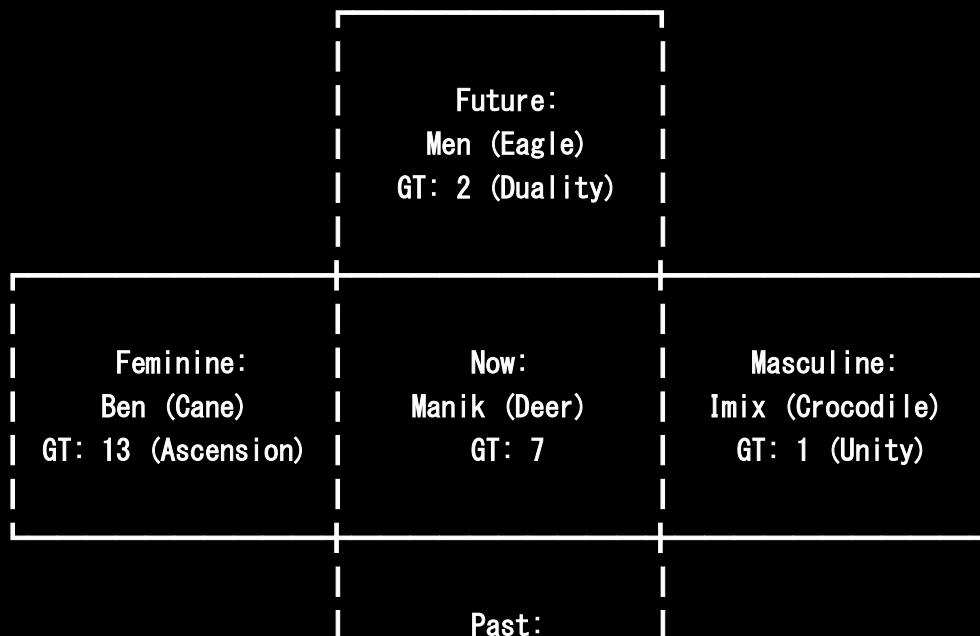 Future:
Men (Eagle)
GT: 2 (Duality)
Feminine:
Ben (Cane)
GT: 13 (Ascension)
Now:
Manik (Deer)
GT: 7
Masculine:
Imix (Crocodile)
GT: 1 (Unity)
Past: